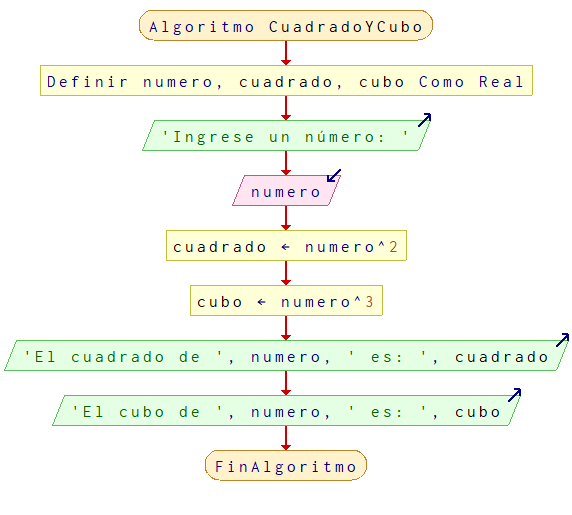 Algoritmo CuadradoYCubo
Definir numero, cuadrado, cubo Como Real
'Ingrese un número: '
numero
cuadrado ← numero^2
cubo ← numero^3
'El cuadrado de ', numero, ' es: ', cuadrado
'El cubo de ', numero, ' es: ', cubo
FinAlgoritmo